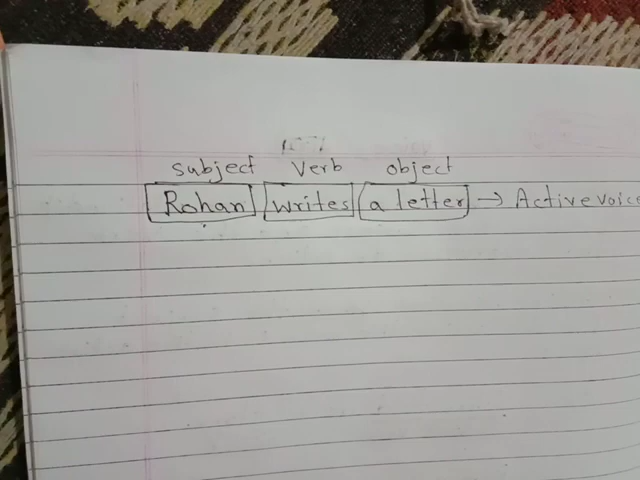 subject Verb object
Rohan writes a letter → Active voice